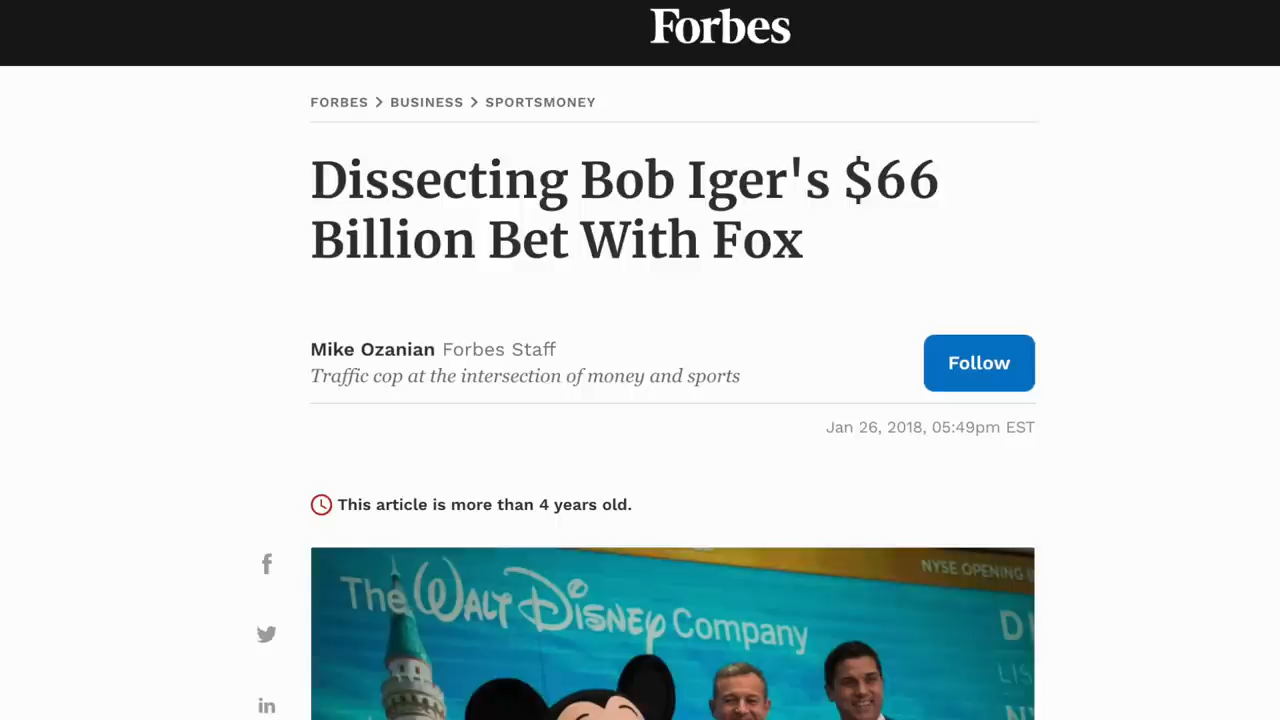 Forbes
FORBES > BUSINESS > SPORTSMONEY
Dissecting Bob Iger's $66
Billion Bet With Fox
Mike Ozanian Forbes Staff
Follow
Traffic cop at the intersection of money and sports
Jan 26, 2018, 05:49pm EST
This article is more than 4 years old.
NYSE OPENING
The Walt Disney Company